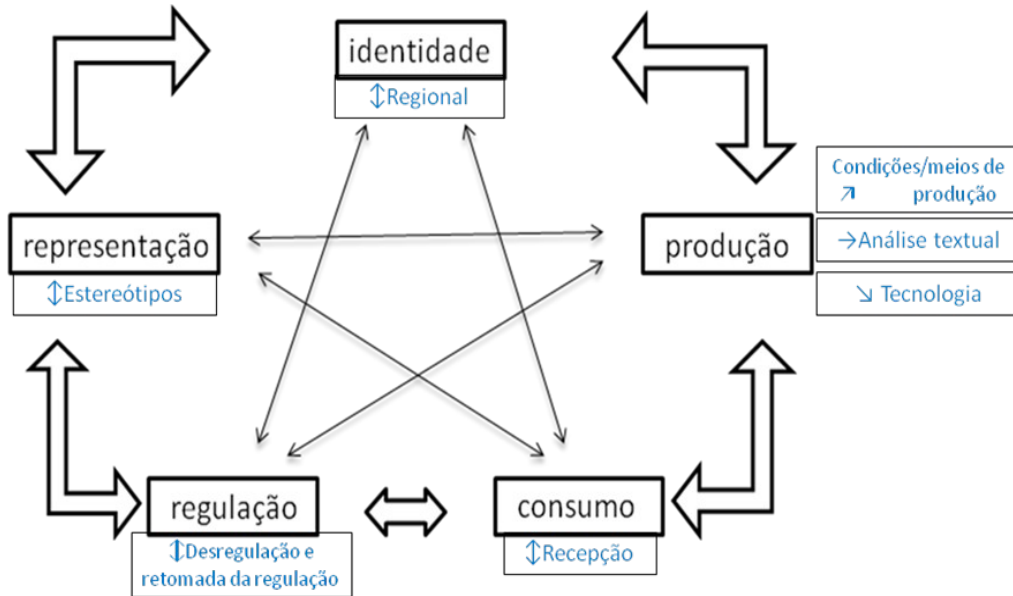 identidade
↕Regional
Condições/meios de
↗ produção
representação
↕Estereótipos
produção
→Análise textual
↘ Tecnologia
regulação
↕Desregulação e
retomada da regulação
consumo
↕Recepção